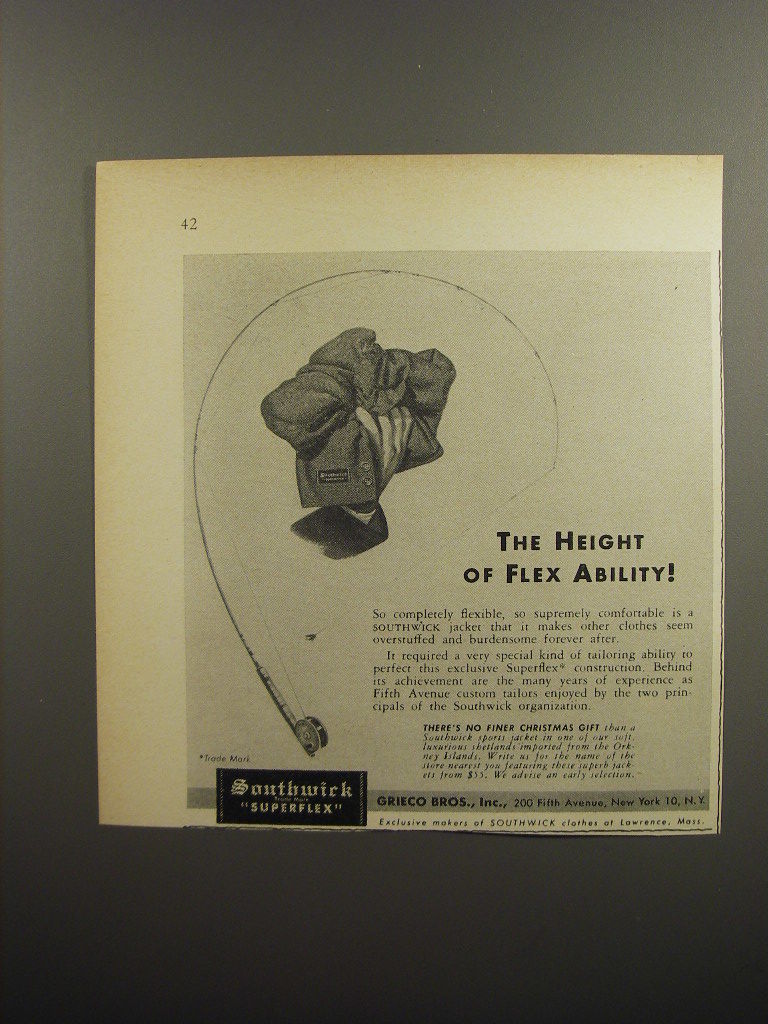 42
Southwick
THE HEIGHT
OF FLEX ABILITY!
So completely flexible, so supremely comfortable is a
SOUTHWICK jacket that it makes other clothes seem
overstuffed and burdensome forever after.
It required a very special kind of tailoring ability to
perfect this exclusive Superflex* construction. Behind
its achievement are the many years of experience as
Fifth Avenue custom tailors enjoyed by the two prin-
cipals of the Southwick organization.
THERE'S NO FINER CHRISTMAS GIFT than a
Southwick sports jacket in one of our soft,
luxurious shetlands imported from the Ork-
ney Islands. Write us for the name of the
store nearest you featuring these superb jack-
ets from $55. We advise an early selection.
*Trade Mark
Southwick
Trade Mark
"SUPERFLEX"
GRIECO BROS., Inc., 200 Fifth Avenue, New York 10, N.Y.
Exclusive makers of SOUTHWICK clothes at Lawrence, Mass.